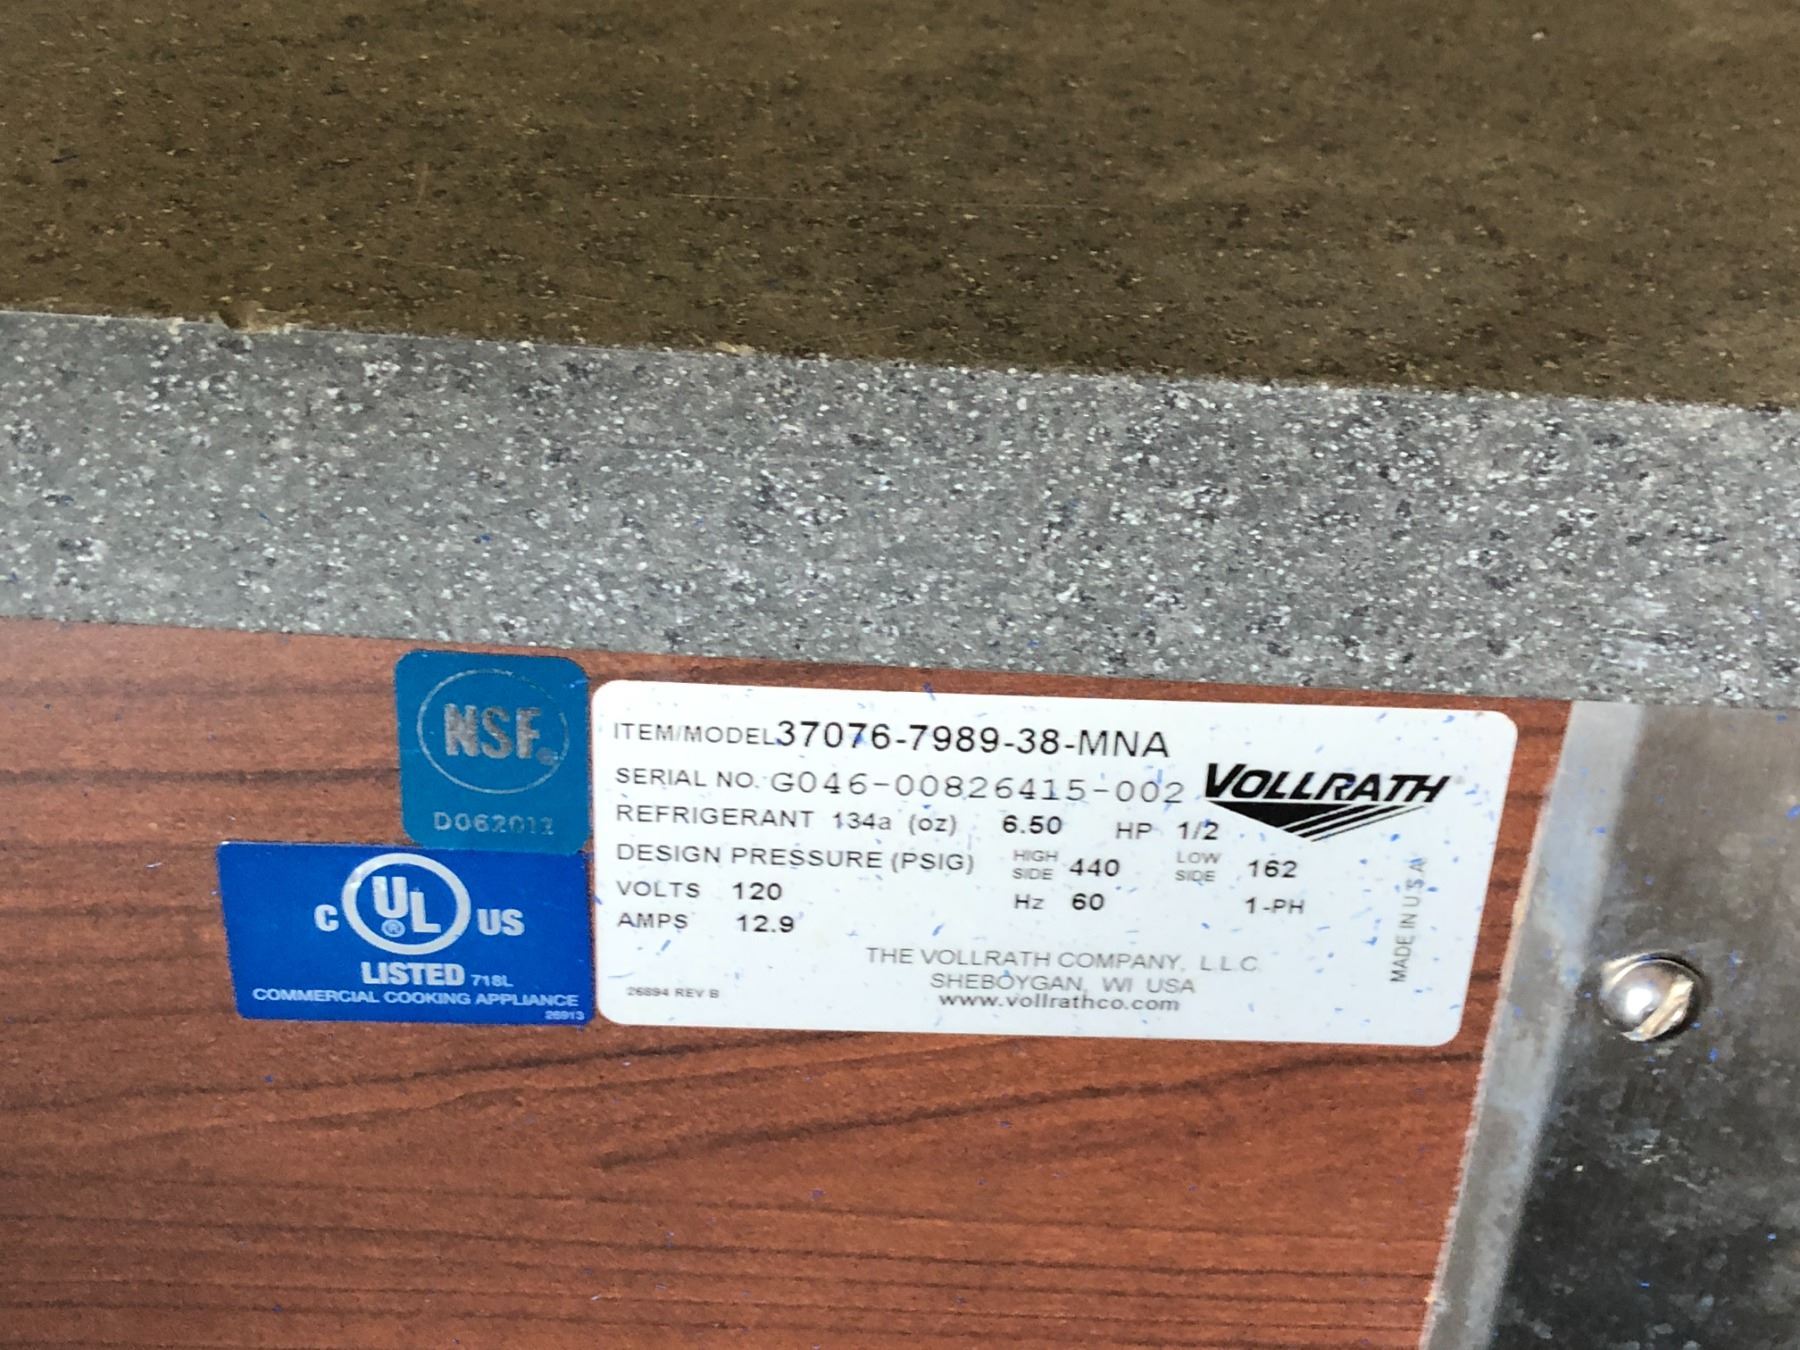 NSF®
D062012
C UL® US
LISTED 718L
COMMERCIAL COOKING APPLIANCE
26913
ITEM/MODEL 37076-7989-38-MNA
SERIAL NO. G046-00826415-002
VOLLRATH®
REFRIGERANT 134a (oz) 6.50 HP 1/2
DESIGN PRESSURE (PSIG) HIGH SIDE 440 LOW SIDE 162
VOLTS 120 Hz 60 1-PH
AMPS 12.9
THE VOLLRATH COMPANY, L.L.C.
SHEBOYGAN, WI USA
www.vollrathco.com
26894 REV B
MADE IN U.S.A.